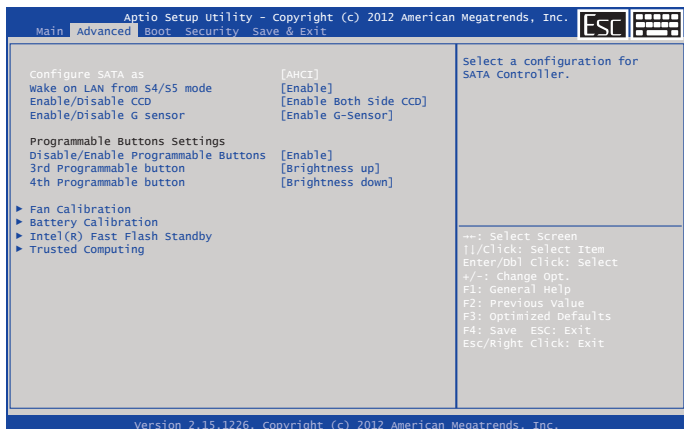 Aptio Setup Utility - Copyright (c) 2012 American Megatrends, Inc.
Esc
Main Advanced Boot Security Save & Exit
Configure SATA as [AHCI]
Wake on LAN from S4/S5 mode [Enable]
Enable/Disable CCD [Enable Both Side CCD]
Enable/Disable G sensor [Enable G-Sensor]
Programmable Buttons Settings
Disable/Enable Programmable Buttons [Enable]
3rd Programmable button [Brightness up]
4th Programmable button [Brightness down]
► Fan Calibration
► Battery Calibration
► Intel(R) Fast Flash Standby
► Trusted Computing
Select a configuration for
SATA Controller.
→←: Select Screen
↑↓/Click: Select Item
Enter/Dbl Click: Select
+/-: Change Opt.
F1: General Help
F2: Previous Value
F3: Optimized Defaults
F4: Save ESC: Exit
Esc/Right Click: Exit
Version 2.15.1226. Copyright (c) 2012 American Megatrends, Inc.